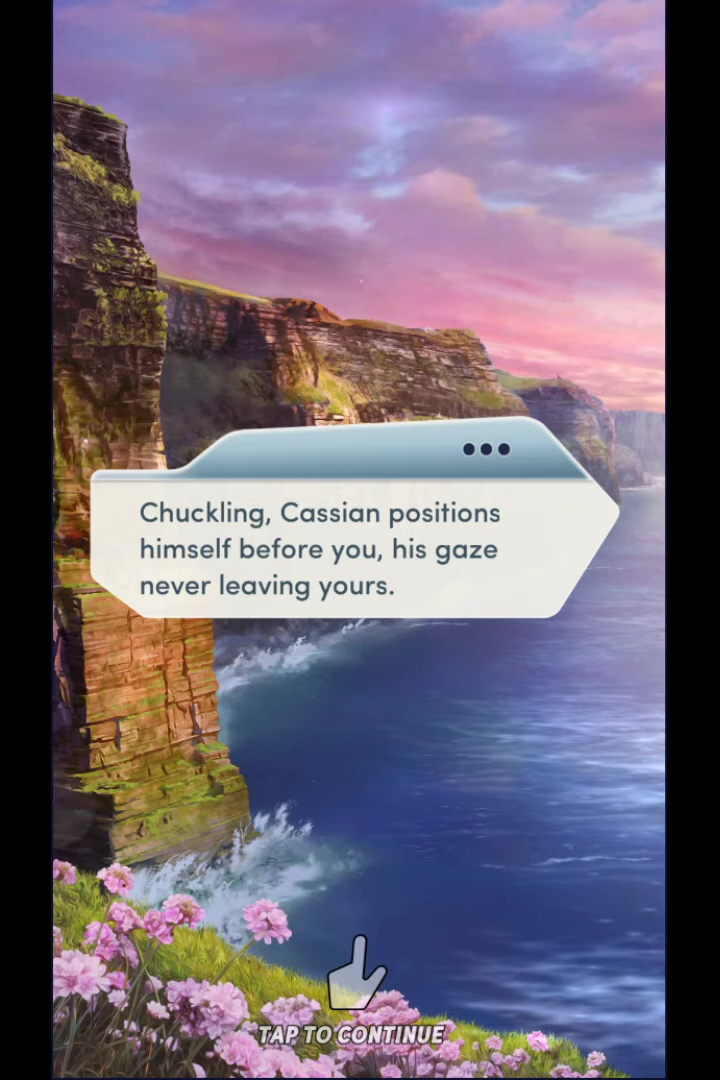 Chuckling, Cassian positions
himself before you, his gaze
never leaving yours.
TAP TO CONTINUE